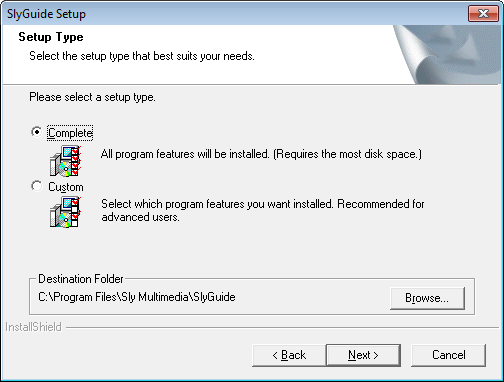 SlyGuide Setup
Setup Type
Select the setup type that best suits your needs.
Please select a setup type.
Complete
All program features will be installed. (Requires the most disk space.)
Custom
Select which program features you want installed. Recommended for
advanced users.
Destination Folder
C:\Program Files\Sly Multimedia\SlyGuide
Browse...
InstallShield
< Back
Next >
Cancel